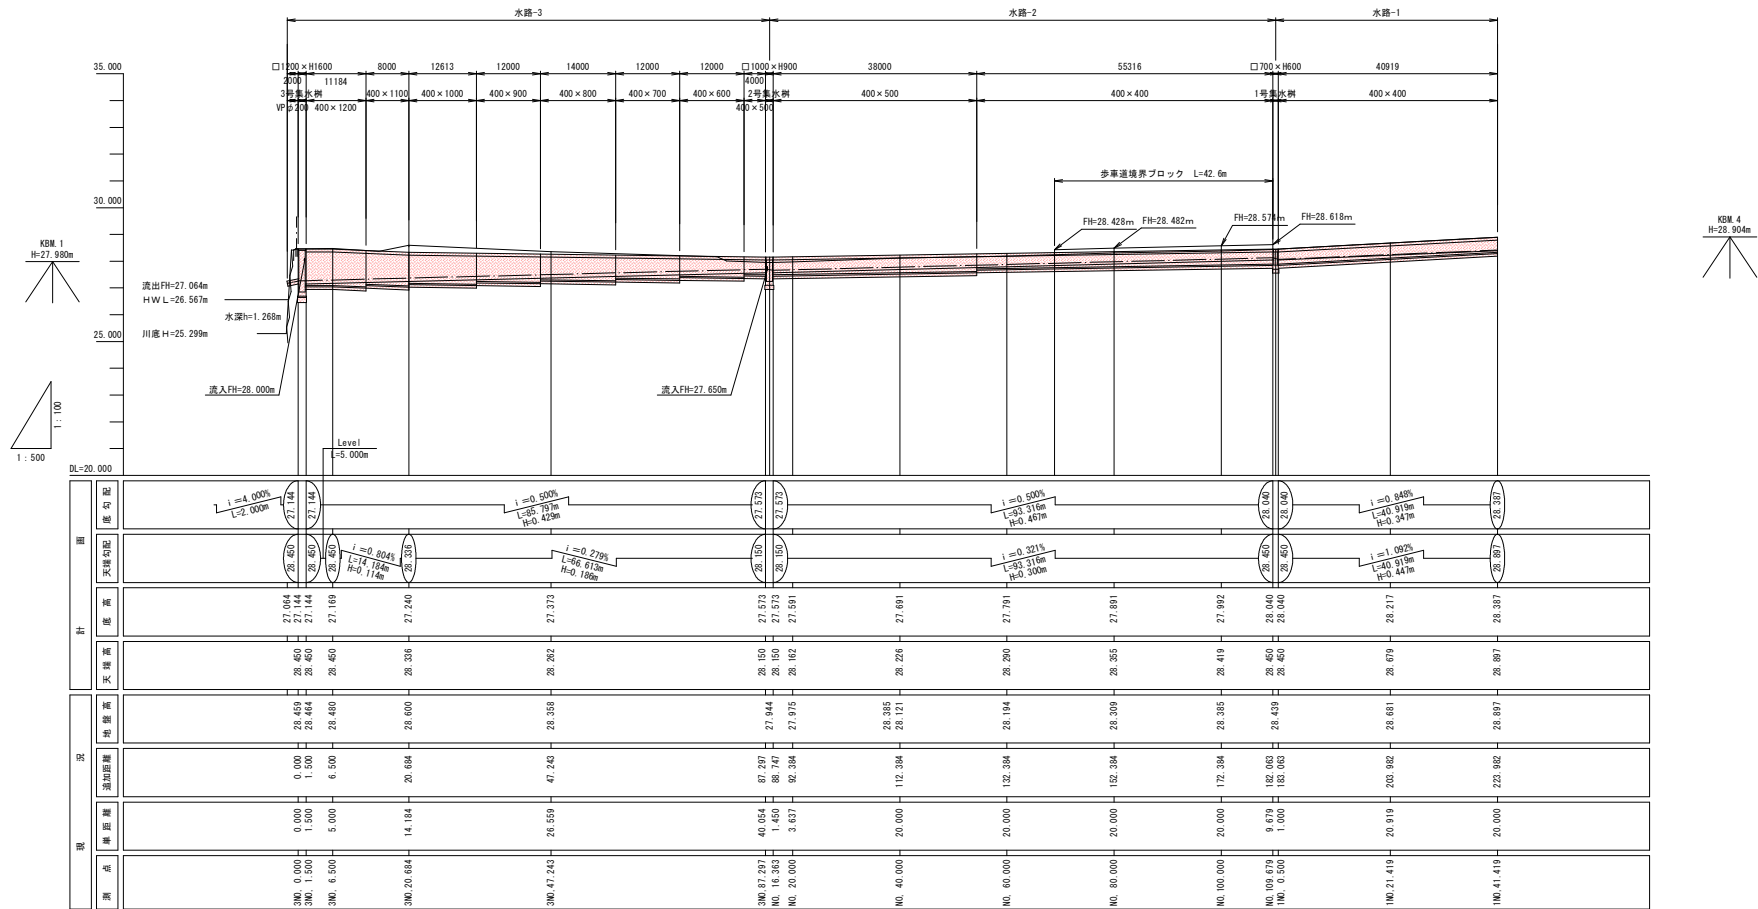 水路-3
水路-2
水路-1
35.000
□1200×H1600
8000
12613
12000
14000
12000
12000
□1000×H900
38000
55316
□700×H600
40919
2000
11184
4000
3号集水桝
400×1100
400×1000
400×900
400×800
400×700
400×600
2号集水桝
400×500
400×400
1号集水桝
400×400
VPφ200
400×1200
400×500
歩車道境界ブロック L=42.6m
30.000
FH=28.428m
FH=28.482m
FH=28.574m
FH=28.618m
KBM.1
H=27.980m
KBM.4
H=28.904m
流出FH=27.064m
HWL=26.567m
水深h=1.268m
25.000
川底H=25.299m
流入FH=28.000m
流入FH=27.650m
1:100
1:500
Level
L=5.000m
DL=20.000
計画
底勾配
i=4.000%
L=2.000m
27.144
27.144
i=0.500%
L=85.797m
H=0.429m
27.573
27.573
i=0.500%
L=93.316m
H=0.467m
28.040
28.040
i=0.848%
L=40.919m
H=0.347m
28.387
天端勾配
28.450
28.450
28.450
i=0.804%
L=14.184m
H=0.114m
28.336
i=0.279%
L=66.613m
H=0.186m
28.150
28.150
i=0.321%
L=93.316m
H=0.300m
28.450
28.450
i=1.092%
L=40.919m
H=0.447m
28.897
底高
27.064
27.144
27.144
27.169
27.240
27.373
27.573
27.573
27.591
27.691
27.791
27.891
27.992
28.040
28.040
28.217
28.387
天端高
28.450
28.450
28.450
28.336
28.262
28.150
28.150
28.162
28.226
28.290
28.355
28.419
28.450
28.450
28.679
28.897
現況
地盤高
28.459
28.464
28.480
28.600
28.358
27.944
27.975
28.385
28.121
28.194
28.309
28.385
28.439
28.681
28.897
追加距離
0.000
1.500
6.500
20.684
47.243
87.297
88.747
92.384
112.384
132.384
152.384
172.384
182.063
183.063
203.982
223.982
単距離
0.000
1.500
5.000
14.184
26.559
40.054
1.450
3.637
20.000
20.000
20.000
20.000
9.679
1.000
20.919
20.000
測点
3NO. 0.000
3NO. 1.500
3NO. 6.500
3NO.20.684
3NO.47.243
3NO.87.297
NO. 16.363
NO. 20.000
NO. 40.000
NO. 60.000
NO. 80.000
NO.100.000
NO.109.679
1NO. 0.500
1NO.21.419
1NO.41.419